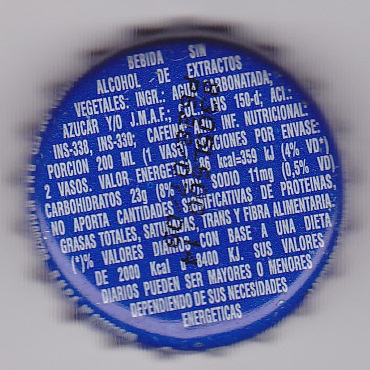 BEBIDA SIN
ALCOHOL DE EXTRACTOS
VEGETALES: INGR.: AGUA CARBONATADA;
AZUCAR Y/O J.M.A.F.; INS 150-d; ACI.:
INS-338, INS-330; CAFEINA. INF. NUTRICIONAL:
PORCION 200 ML (1 VASO) PORCIONES POR ENVASE:
2 VASOS. VALOR ENERGETICO 86 kcal=359 KJ (4% VD*)
CARBOHIDRATOS 23g (8% VD*) SODIO 11mg (0,5% VD)
NO APORTA CANTIDADES SIGNIFICATIVAS DE PROTEINAS,
GRASAS TOTALES, SATURADAS, TRANS Y FIBRA ALIMENTARIA.
(*)% VALORES DIARIOS CON BASE A UNA DIETA
DE 2000 Kcal u 8400 KJ. SUS VALORES
DIARIOS PUEDEN SER MAYORES O MENORES
DEPENDIENDO DE SUS NECESIDADES
ENERGETICAS